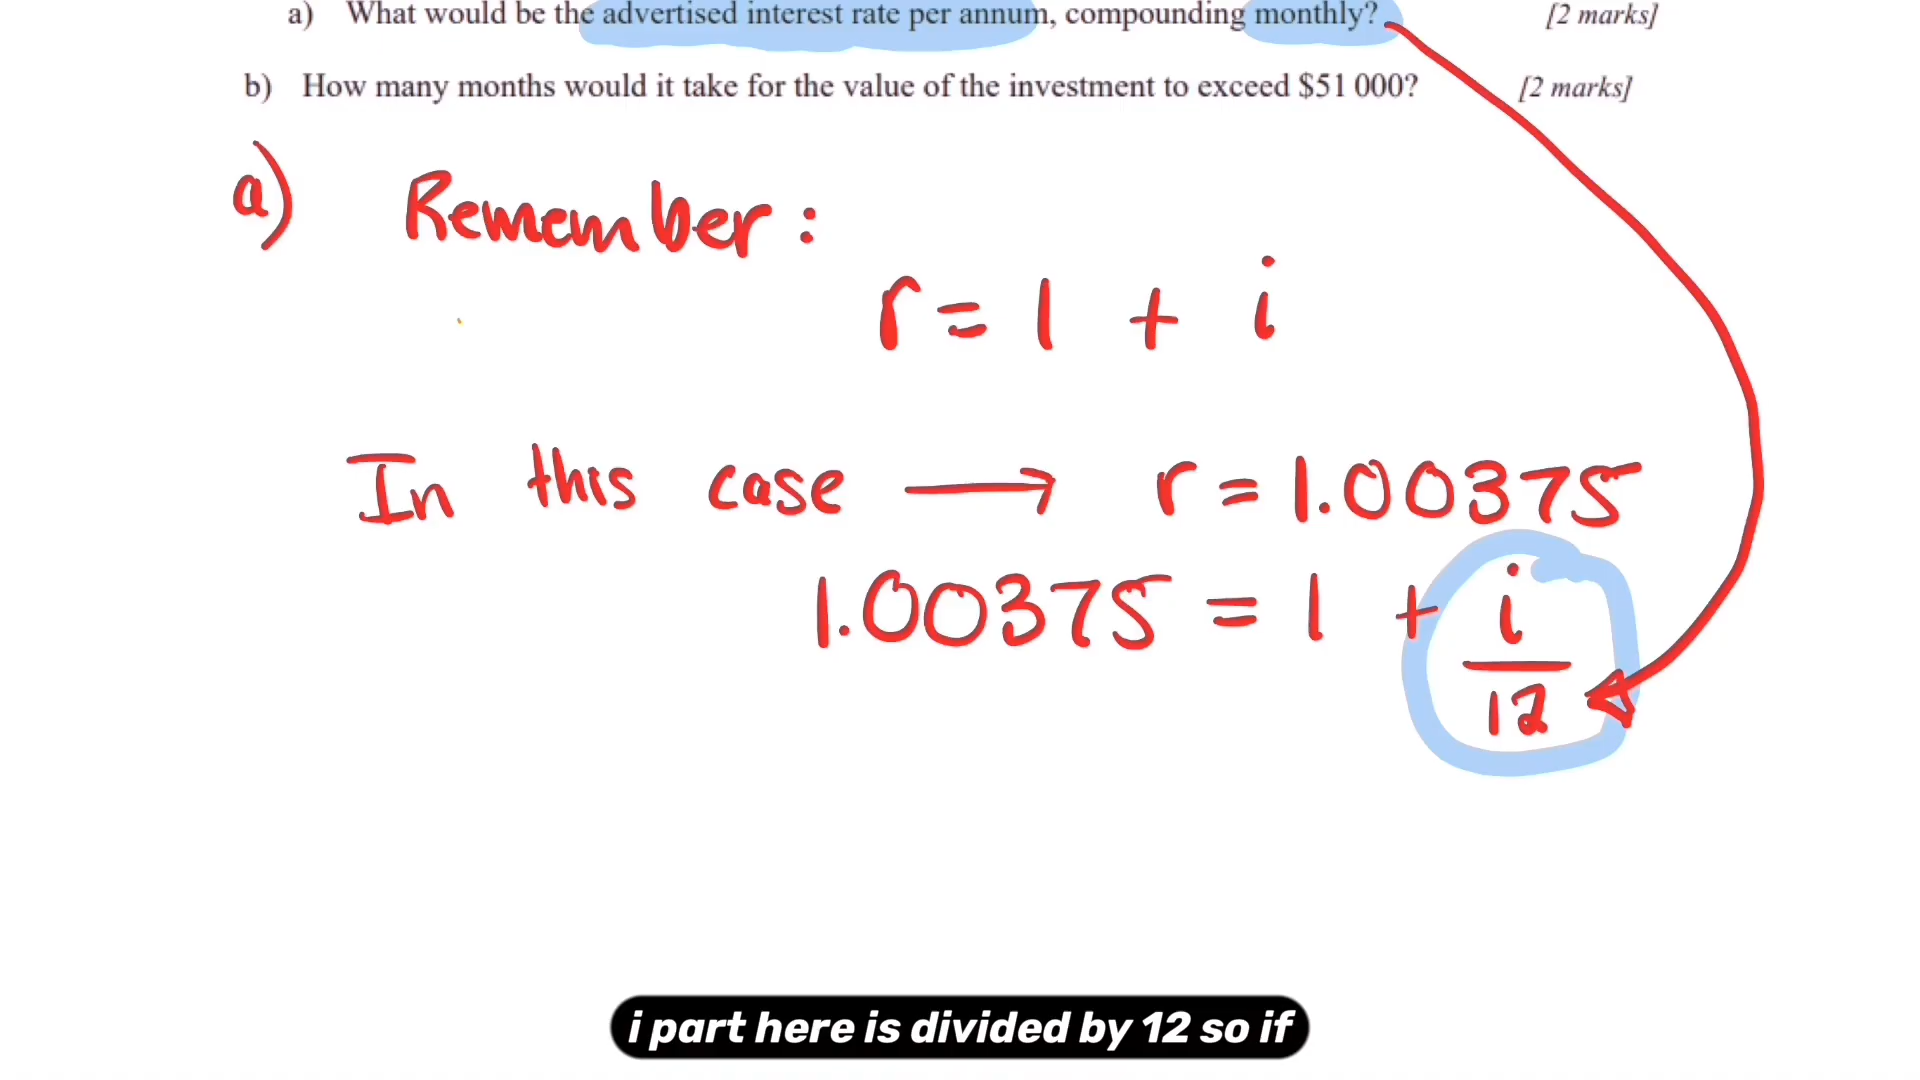 a) What would be the advertised interest rate per annum, compounding monthly? [2 marks]
b) How many months would it take for the value of the investment to exceed $51 000? [2 marks]
a) Remember:
r = 1 + i
In this case → r = 1.00375
1.00375 = 1 + i/12
i part here is divided by 12 so if